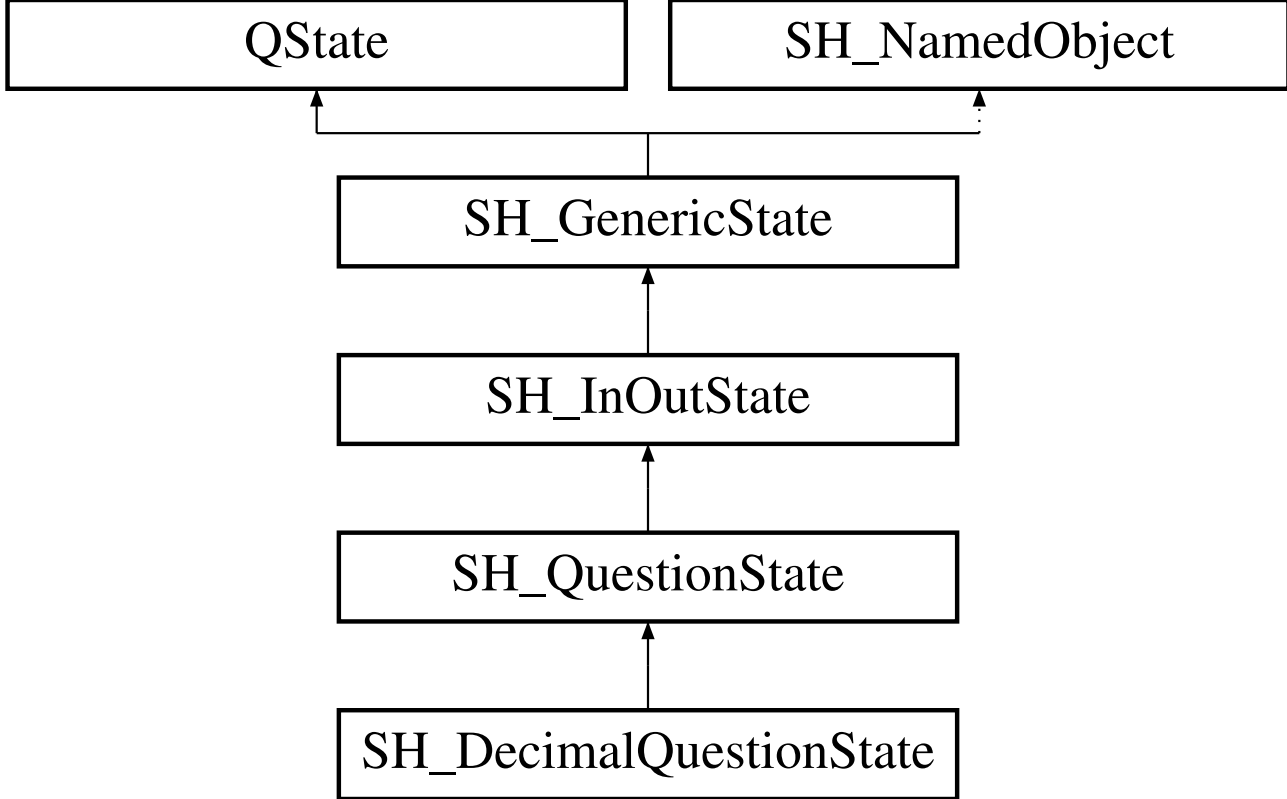 QState
SH_NamedObject
SH_GenericState
SH_InOutState
SH_QuestionState
SH_DecimalQuestionState